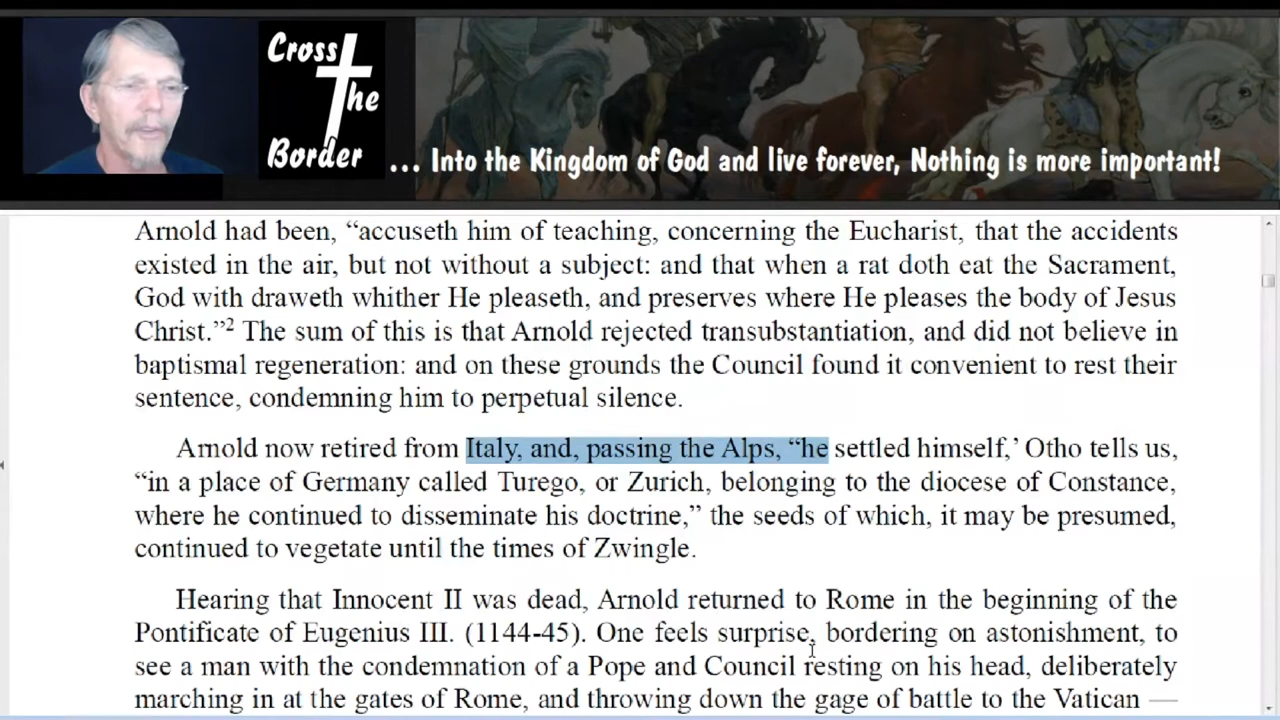 Cross
The
Border
... Into the Kingdom of God and live forever, Nothing is more important!
Arnold had been, “accuseth him of teaching, concerning the Eucharist, that the accidents
existed in the air, but not without a subject: and that when a rat doth eat the Sacrament,
God with draweth whither He pleaseth, and preserves where He pleases the body of Jesus
Christ.”2 The sum of this is that Arnold rejected transubstantiation, and did not believe in
baptismal regeneration: and on these grounds the Council found it convenient to rest their
sentence, condemning him to perpetual silence.
Arnold now retired from Italy, and, passing the Alps, “he settled himself,’ Otho tells us,
“in a place of Germany called Turego, or Zurich, belonging to the diocese of Constance,
where he continued to disseminate his doctrine,” the seeds of which, it may be presumed,
continued to vegetate until the times of Zwingle.
Hearing that Innocent II was dead, Arnold returned to Rome in the beginning of the
Pontificate of Eugenius III. (1144-45). One feels surprise, bordering on astonishment, to
see a man with the condemnation of a Pope and Council resting on his head, deliberately
marching in at the gates of Rome, and throwing down the gage of battle to the Vatican —